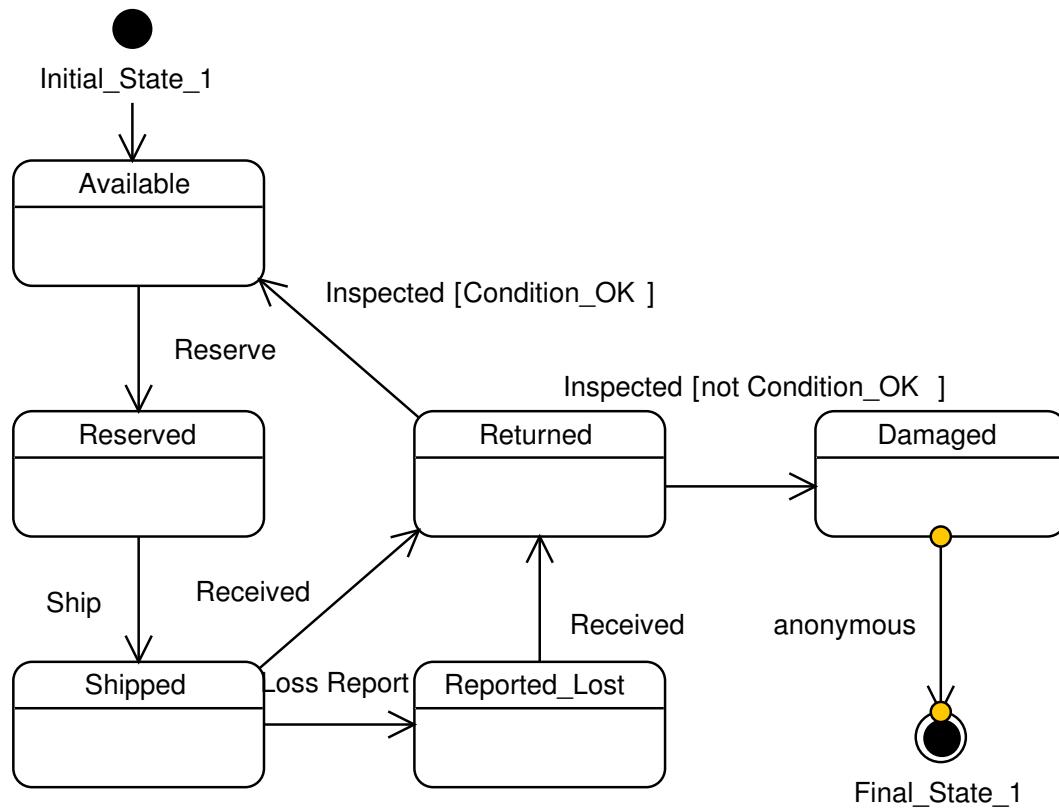 Initial_State_1
Available
Inspected [Condition_OK ]
Reserve
Inspected [not Condition_OK ]
Reserved
Returned
Damaged
Ship
Received
Received
anonymous
Shipped
Loss Report
Reported_Lost
Final_State_1